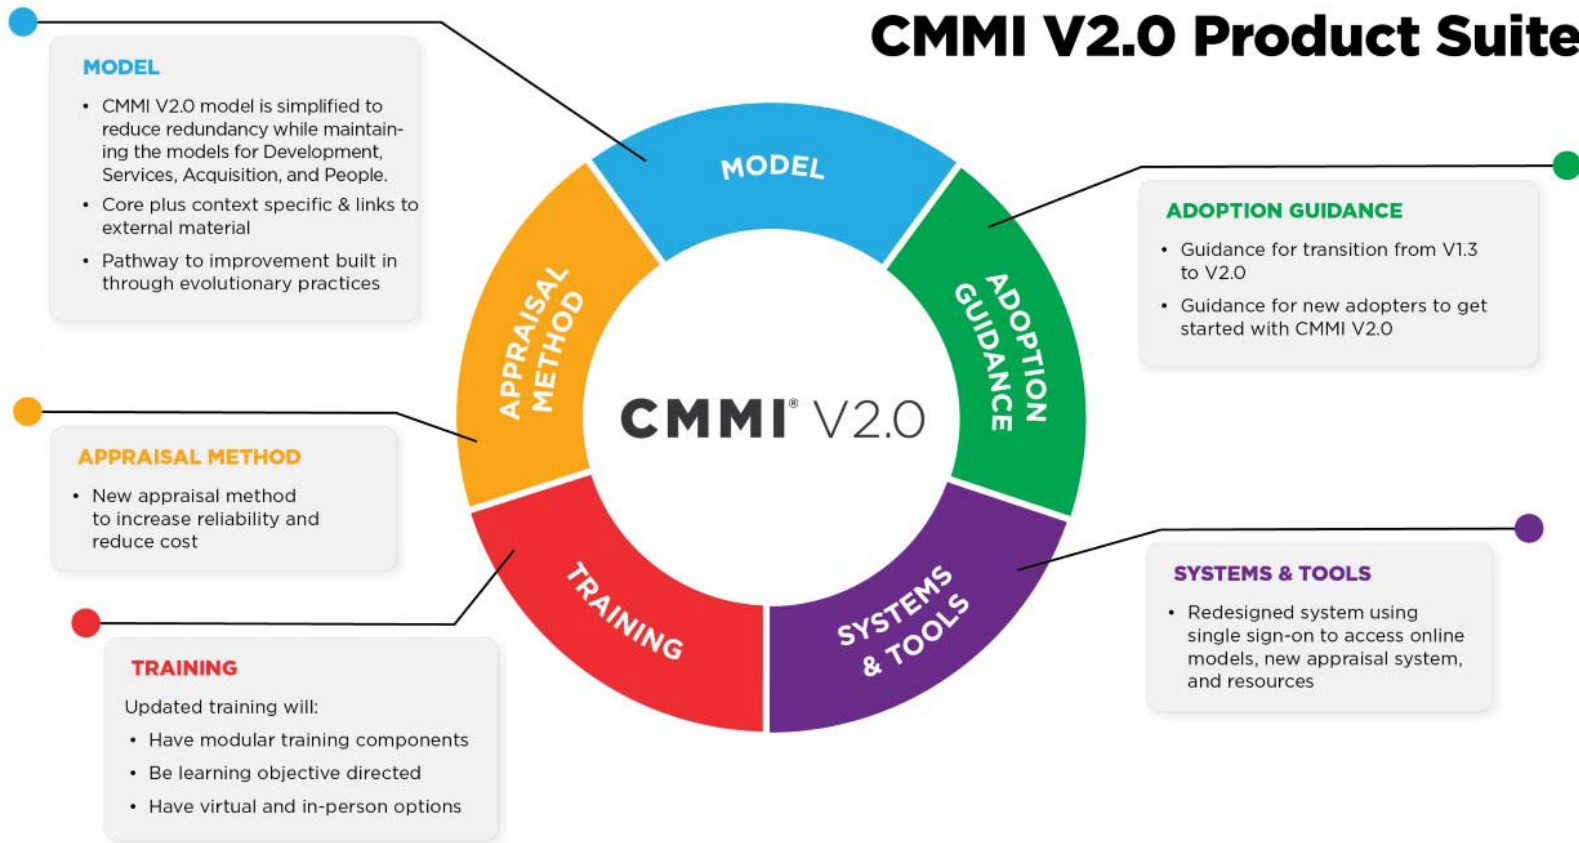 CMMI V2.0 Product Suite
MODEL
• CMMI V2.0 model is simplified to
reduce redundancy while maintain-
ing the models for Development,
Services, Acquisition, and People.
• Core plus context specific & links to
external material
• Pathway to improvement built in
through evolutionary practices
APPRAISAL METHOD
• New appraisal method
to increase reliability and
reduce cost
TRAINING
Updated training will:
• Have modular training components
• Be learning objective directed
• Have virtual and in-person options
MODEL
ADOPTION
GUIDANCE
SYSTEMS
& TOOLS
TRAINING
APPRAISAL
METHOD
CMMI® V2.0
ADOPTION GUIDANCE
• Guidance for transition from V1.3
to V2.0
• Guidance for new adopters to get
started with CMMI V2.0
SYSTEMS & TOOLS
• Redesigned system using
single sign-on to access online
models, new appraisal system,
and resources